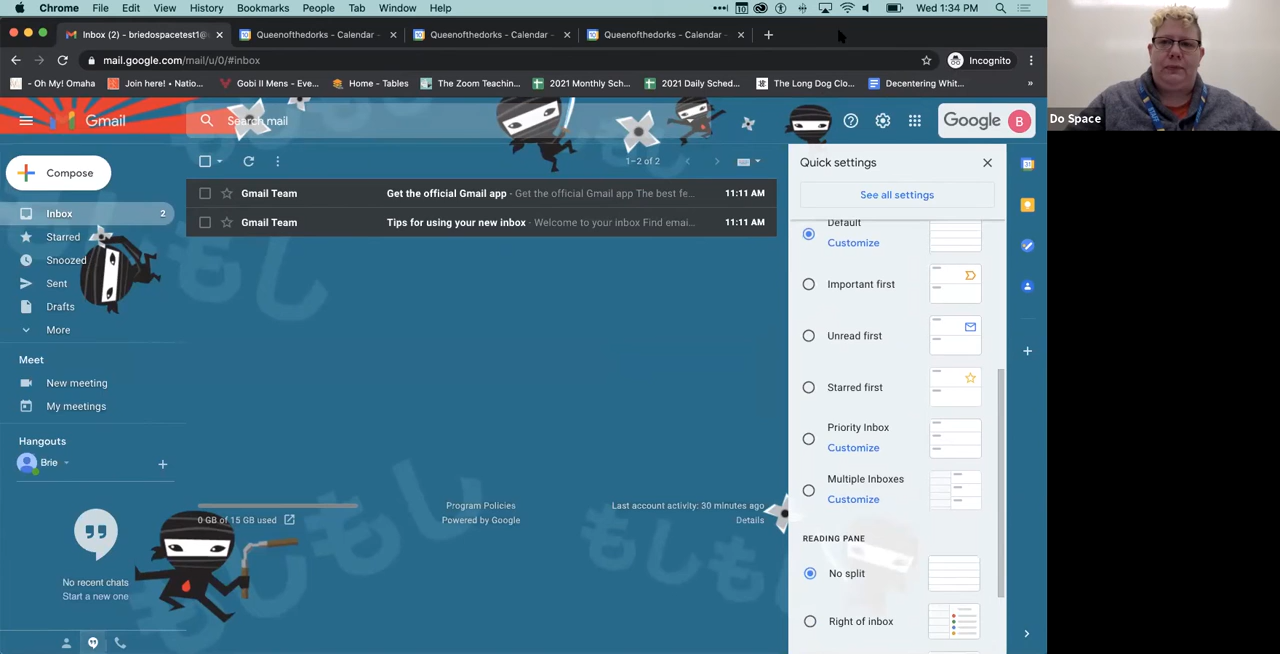 Chrome File Edit View History Bookmarks People Tab Window Help
Wed 1:34 PM
Inbox (2) - briedospacetest1@
Queenofthedorks - Calendar -
Queenofthedorks - Calendar -
Queenofthedorks - Calendar -
mail.google.com/mail/u/0/#inbox
Incognito
- Oh My! Omaha
Join here! • Natio...
Gobi II Mens - Eve...
Home - Tables
The Zoom Teachin...
2021 Monthly Sch...
2021 Daily Sched...
The Long Dog Clo...
Decentering Whit...
»
Do Space
Gmail
Search mail
Google B
Compose
1–2 of 2
Inbox 2
Starred
Snoozed
Sent
Drafts
More
Gmail Team Get the official Gmail app - Get the official Gmail app The best fe... 11:11 AM
Gmail Team Tips for using your new inbox - Welcome to your inbox Find emai... 11:11 AM
Meet
New meeting
My meetings
Hangouts
Brie
No recent chats
Start a new one
0 GB of 15 GB used
Program Policies
Powered by Google
Last account activity: 30 minutes ago
Details
Quick settings
See all settings
Default
Customize
Important first
Unread first
Starred first
Priority Inbox
Customize
Multiple Inboxes
Customize
READING PANE
No split
Right of inbox